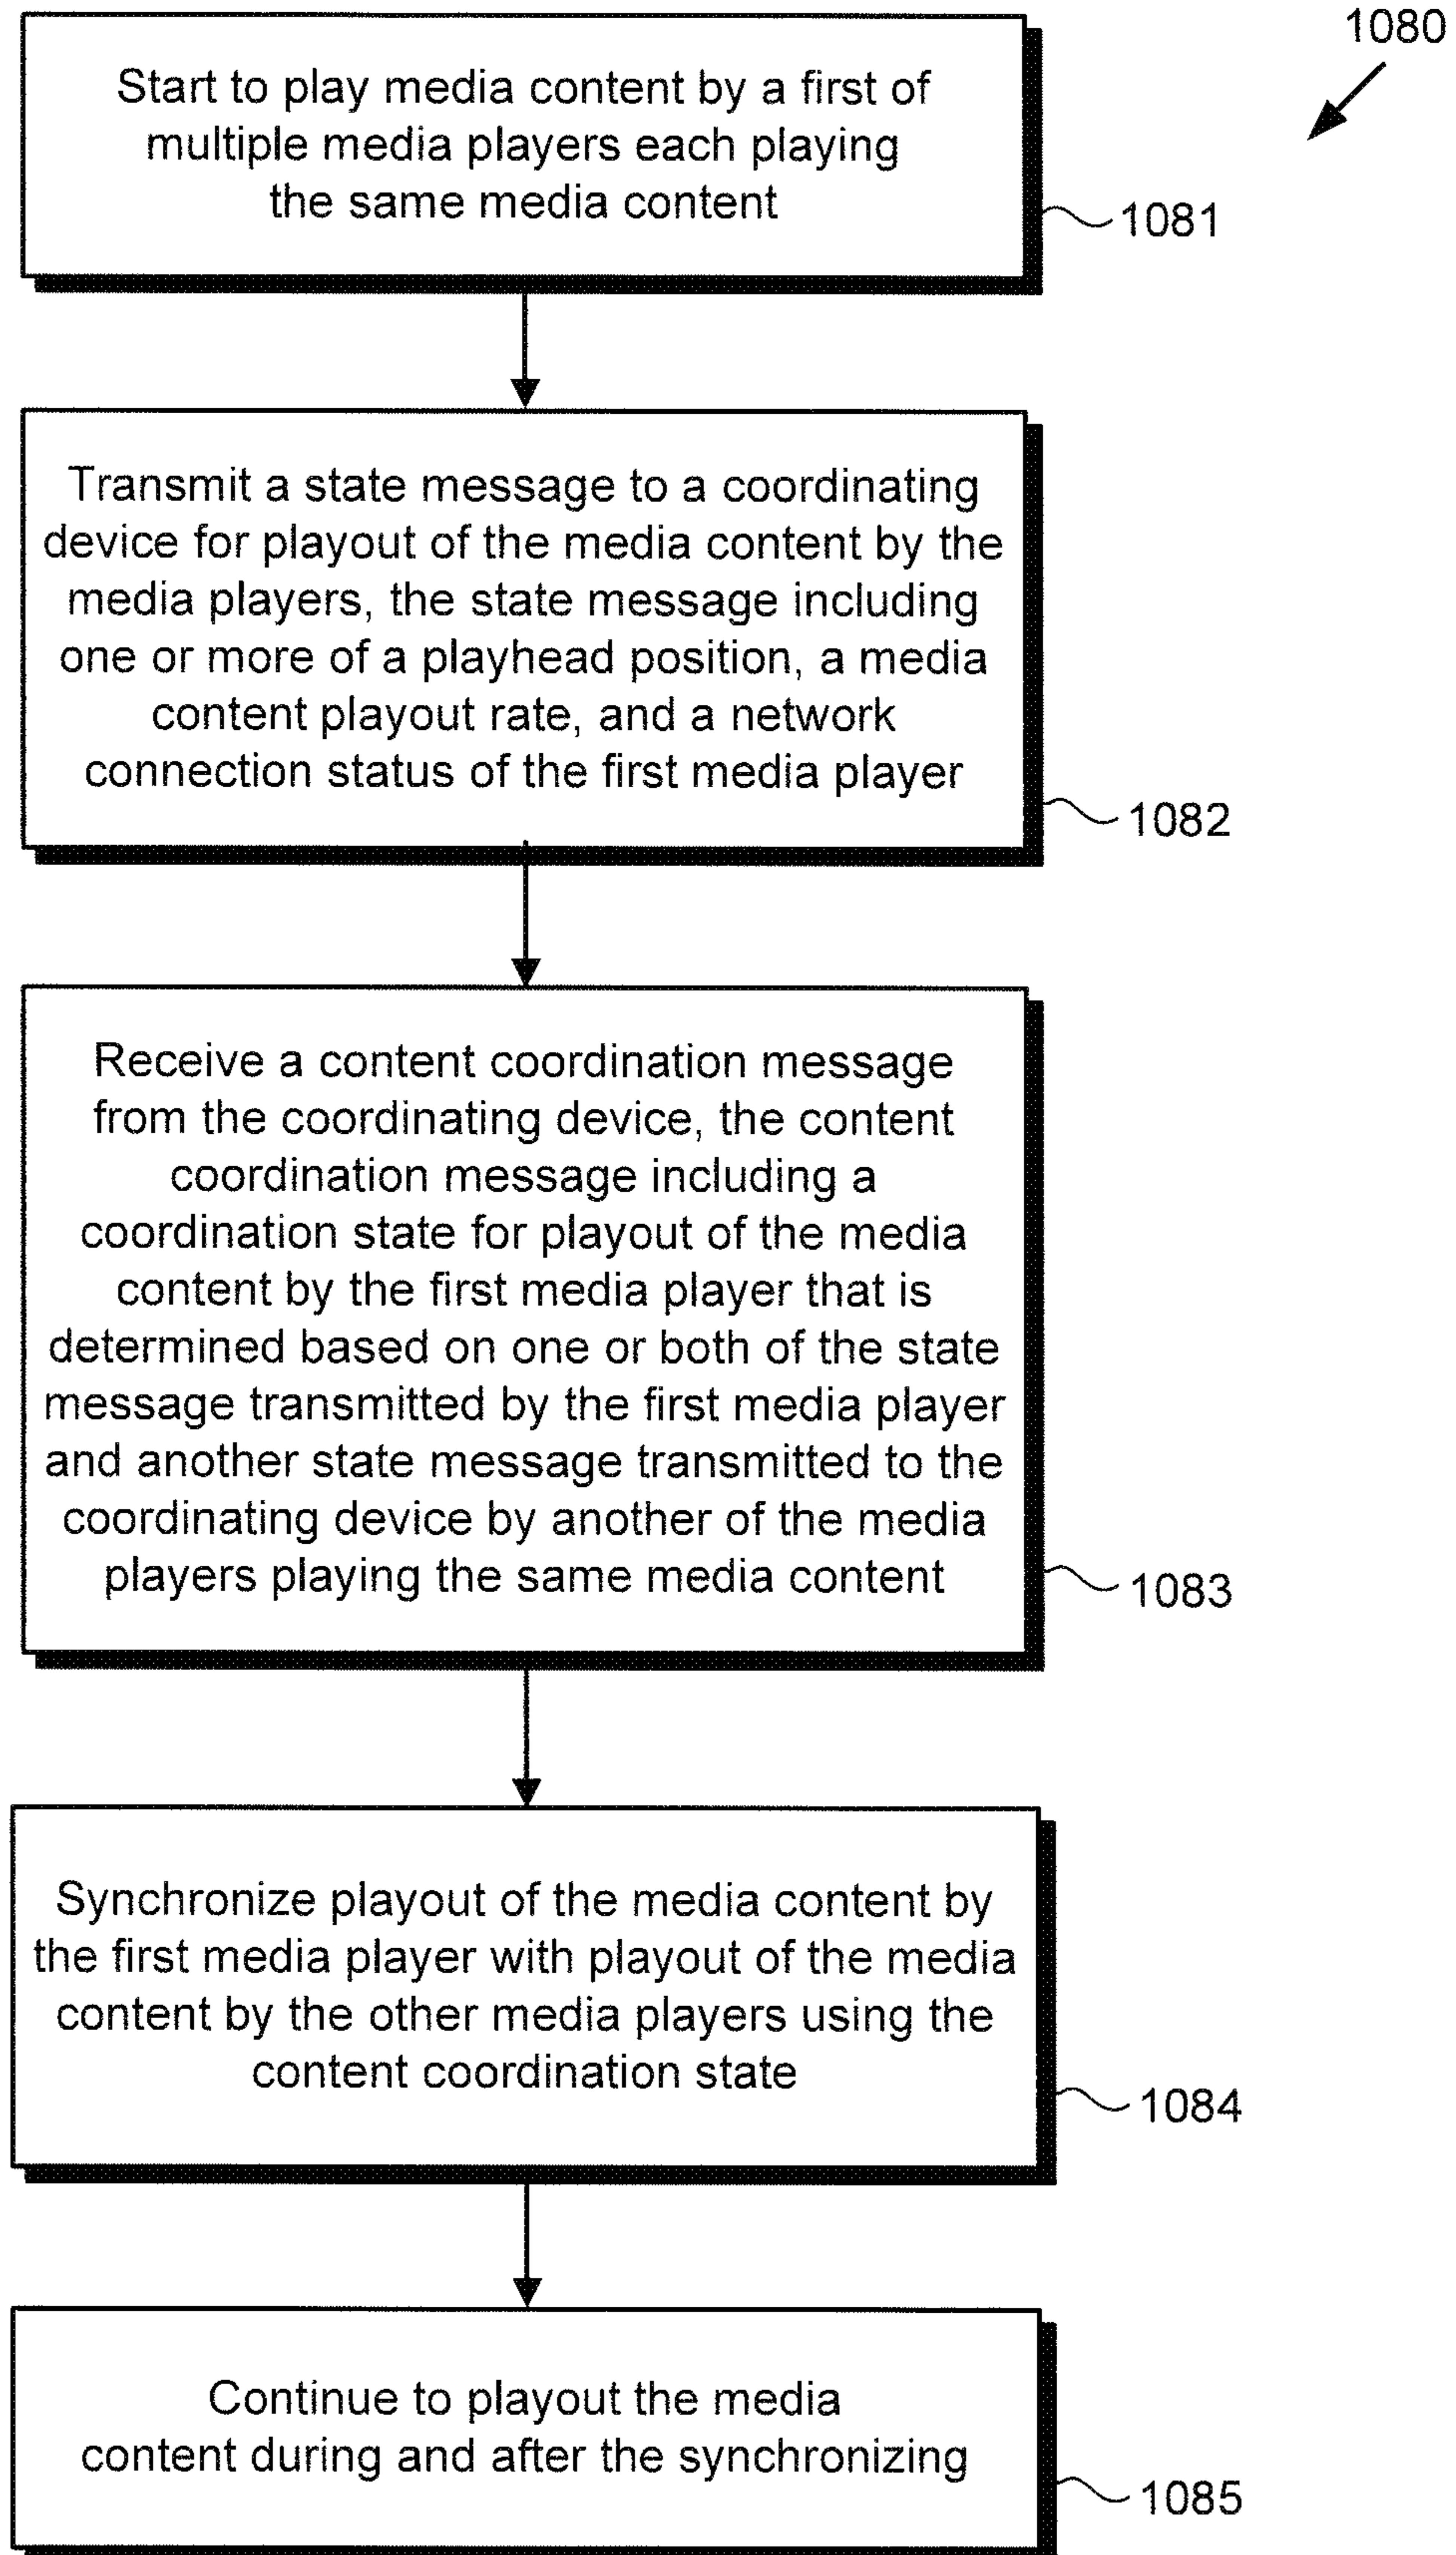 1080
Start to play media content by a first of
multiple media players each playing
the same media content
1081
Transmit a state message to a coordinating
device for playout of the media content by the
media players, the state message including
one or more of a playhead position, a media
content playout rate, and a network
connection status of the first media player
1082
Receive a content coordination message
from the coordinating device, the content
coordination message including a
coordination state for playout of the media
content by the first media player that is
determined based on one or both of the state
message transmitted by the first media player
and another state message transmitted to the
coordinating device by another of the media
players playing the same media content
1083
Synchronize playout of the media content by
the first media player with playout of the media
content by the other media players using the
content coordination state
1084
Continue to playout the media
content during and after the synchronizing
1085